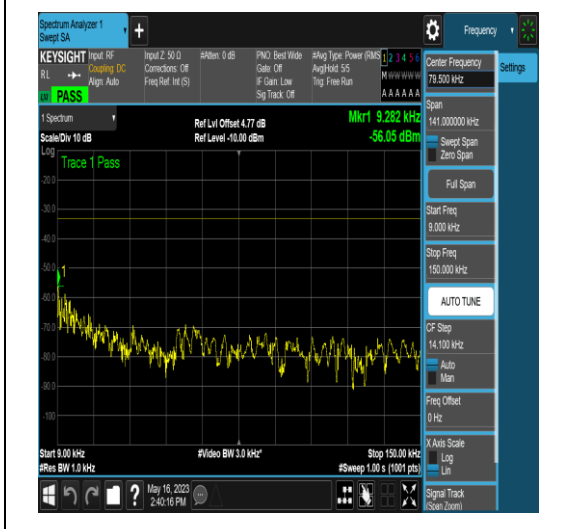 Spectrum Analyzer 1
Swept SA
+
Frequency
KEYSIGHT
Input: RF
Coupling: DC
Align: Auto
Input Z: 50 Ω
Corrections: Off
Freq Ref: Int (S)
#Atten: 0 dB
PNO: Best Wide
Gate: Off
IF Gain: Low
Sig Track: Off
#Avg Type: Power (RMS
Avg|Hold: 5/5
Trig: Free Run
1 2 3 4 5 6
M W W W W W
A A A A A A
RL
PASS
Center Frequency
79.500 kHz
Settings
Span
141.000000 kHz
Swept Span
Zero Span
Full Span
Start Freq
9.000 kHz
Stop Freq
150.000 kHz
AUTO TUNE
CF Step
14.100 kHz
Auto
Man
Freq Offset
0 Hz
X Axis Scale
Log
Lin
Signal Track
(Span Zoom)
1 Spectrum
Scale/Div 10 dB
Ref Lvl Offset 4.77 dB
Ref Level -10.00 dBm
Mkr1 9.282 kHz
-56.05 dBm
Log
Trace 1 Pass
-20.0
-30.0
-40.0
-50.0
1
-60.0
-70.0
-80.0
-90.0
-100
Start 9.00 kHz
#Video BW 3.0 kHz*
Stop 150.00 kHz
#Res BW 1.0 kHz
#Sweep 1.00 s (1001 pts)
?
May 16, 2023
2:40:16 PM